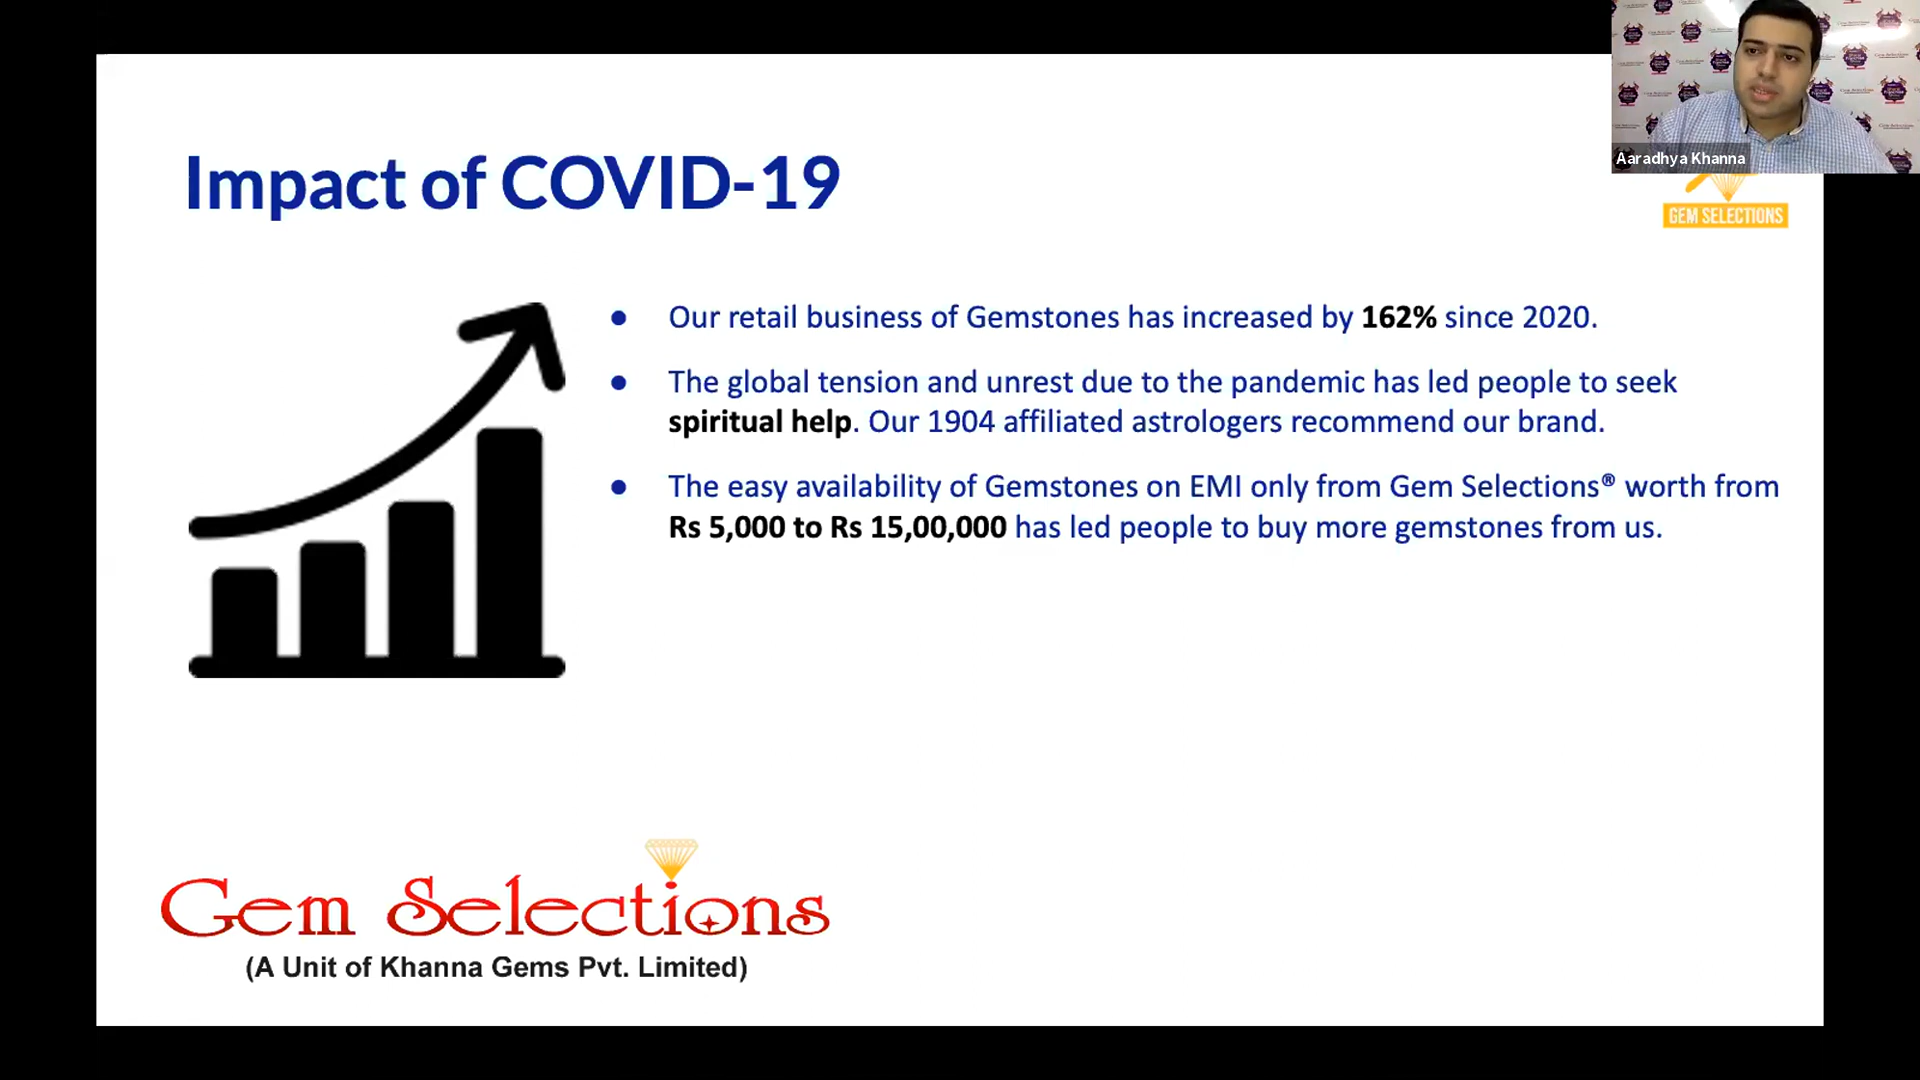 Aaradhya Khanna
GEM SELECTIONS
Impact of COVID-19
● Our retail business of Gemstones has increased by 162% since 2020.
● The global tension and unrest due to the pandemic has led people to seek
spiritual help. Our 1904 affiliated astrologers recommend our brand.
● The easy availability of Gemstones on EMI only from Gem Selections® worth from
Rs 5,000 to Rs 15,00,000 has led people to buy more gemstones from us.
Gem Selections
(A Unit of Khanna Gems Pvt. Limited)